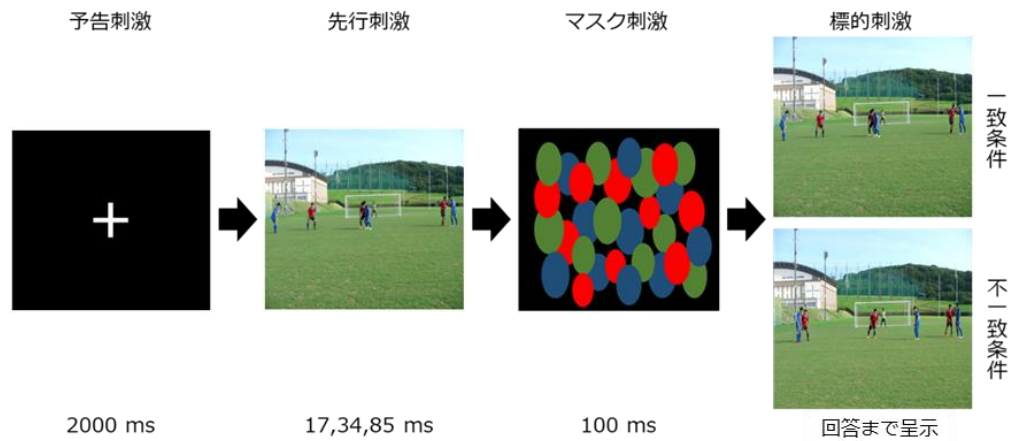 予告刺激
先行刺激
マスク刺激
標的刺激
一致条件
不一致条件
2000 ms
17,34,85 ms
100 ms
回答まで呈示